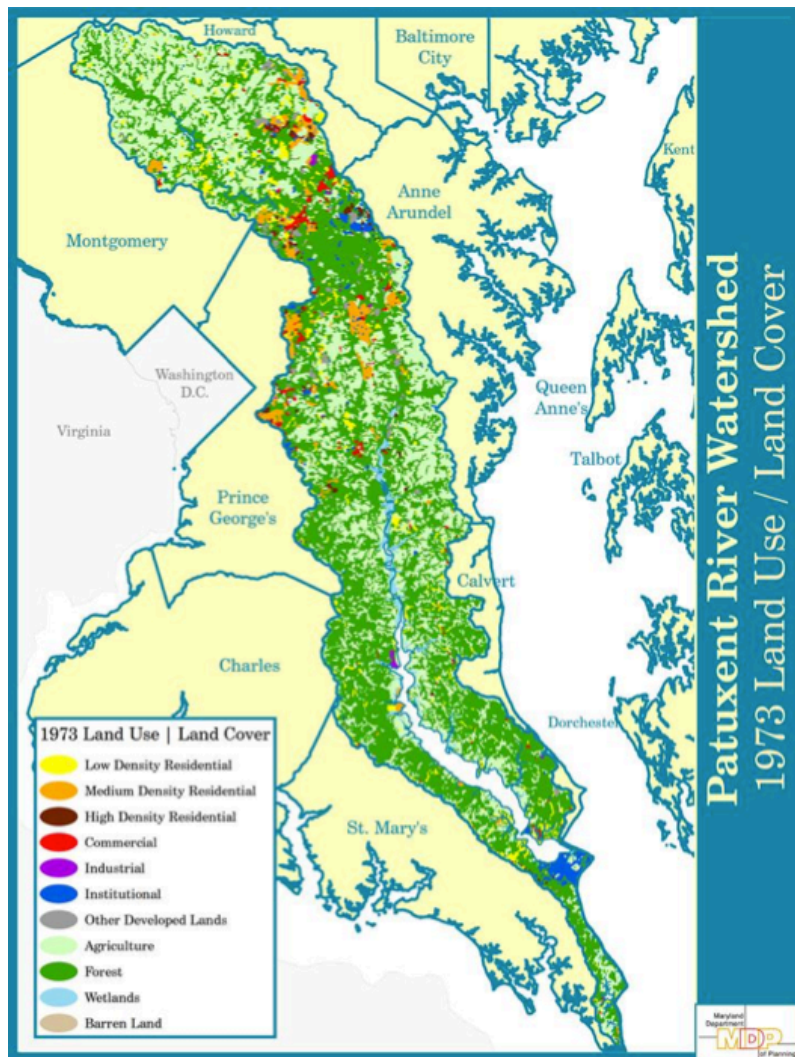 Howard
Baltimore
City
Kent
Anne
Arundel
Montgomery
Washington
D.C.
Queen
Anne's
Virginia
Talbot
Prince
George's
Calvert
Charles
Dorchester
St. Mary's
1973 Land Use | Land Cover
Low Density Residential
Medium Density Residential
High Density Residential
Commercial
Industrial
Institutional
Other Developed Lands
Agriculture
Forest
Wetlands
Barren Land
Patuxent River Watershed
1973 Land Use / Land Cover
Maryland
Department
MDP
of Planning